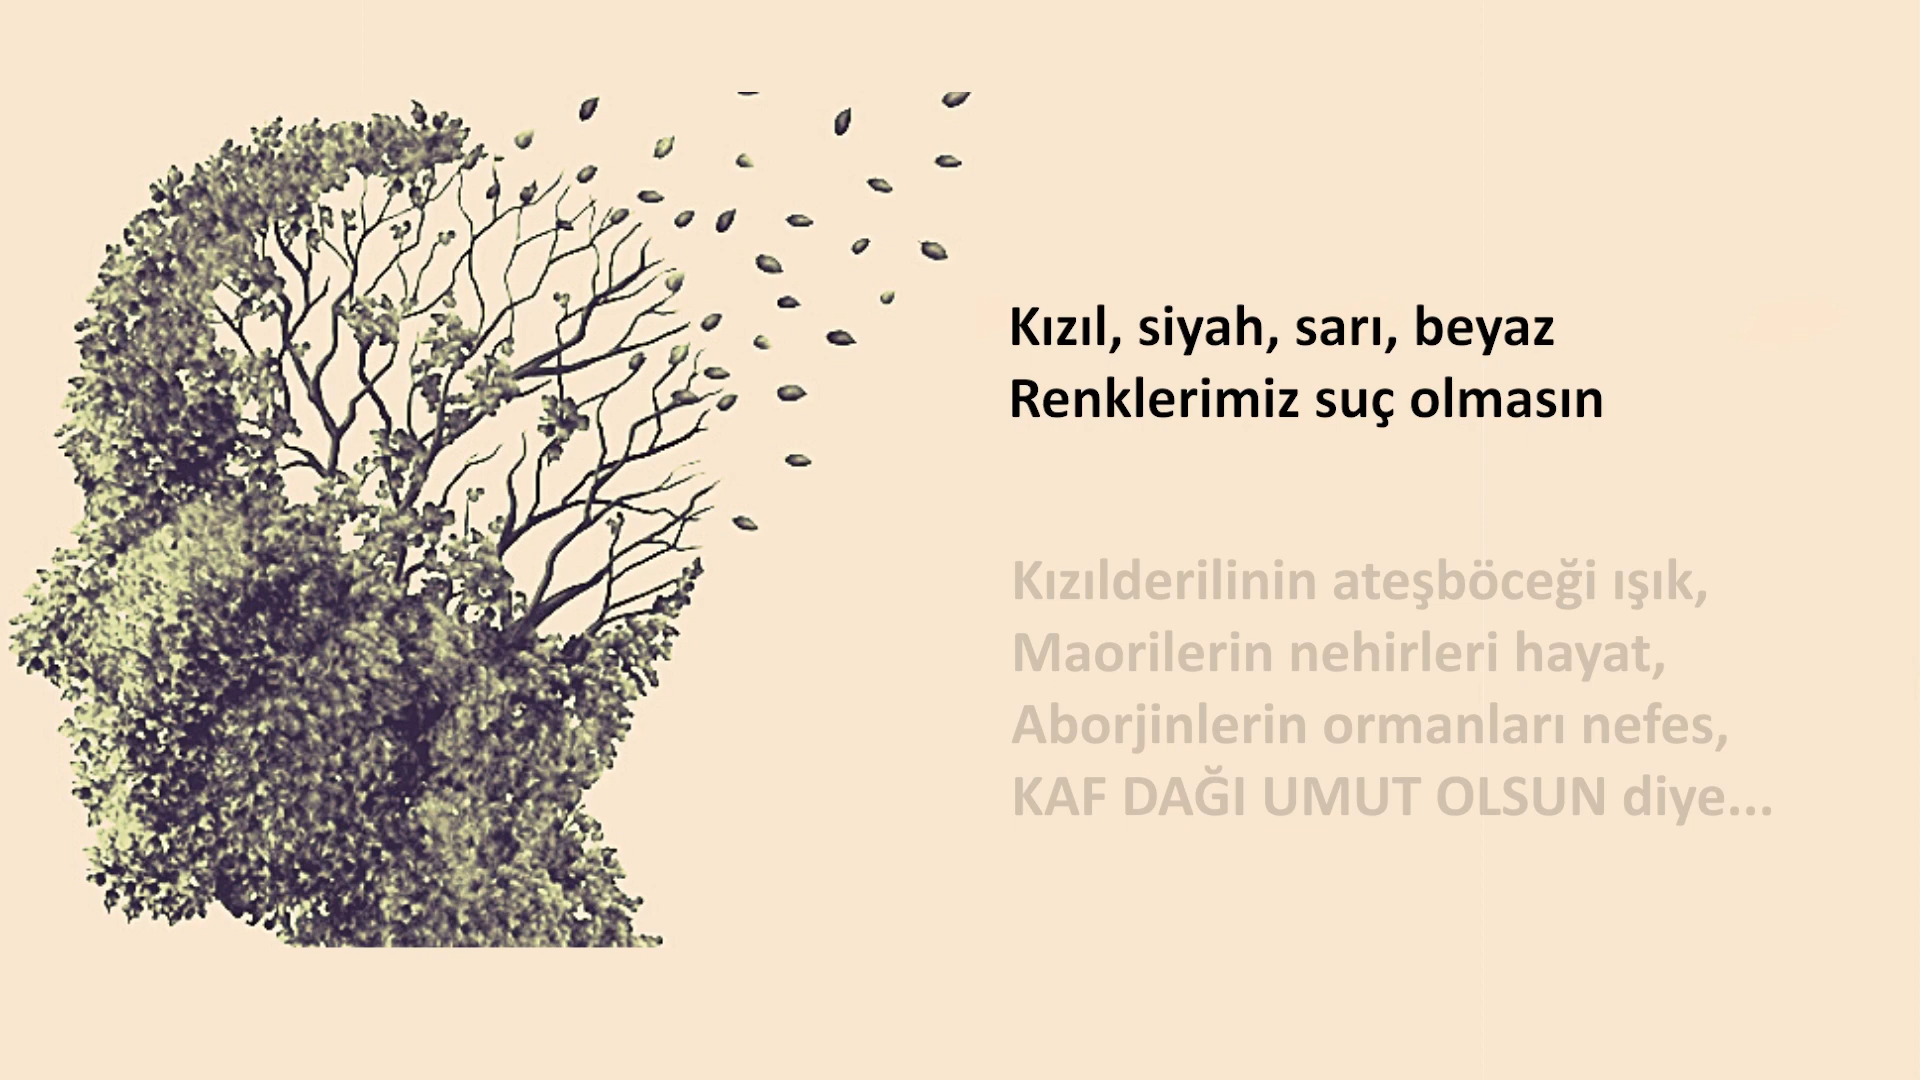 Kızıl, siyah, sarı, beyaz
Renklerimiz suç olmasın
Kızılderilinin ateşböceği ışık,
Maorilerin nehirleri hayat,
Aborjinlerin ormanları nefes,
KAF DAĞI UMUT OLSUN diye...